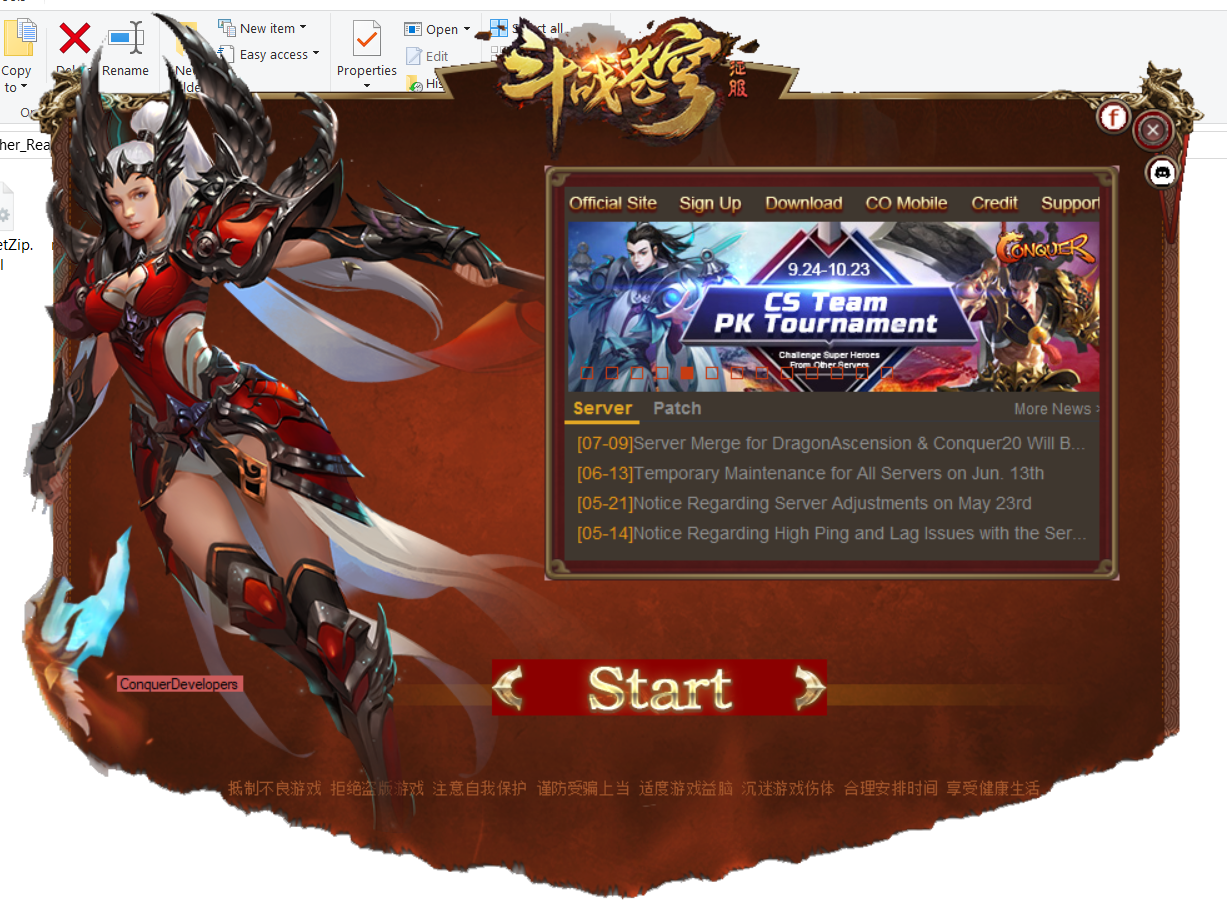 New item
Open
Select all
Copy
to
Rename
New
Easy access
Properties
Edit
His
her_Rea
etZip.
l
斗战苍穹
征服
f
Official Site Sign Up Download CO Mobile Credit Support
CONQUER
9.24-10.23
CS Team
PK Tournament
Challenge Super Heroes
From Other Servers
Server Patch More News >
[07-09]Server Merge for DragonAscension & Conquer20 Will B...
[06-13]Temporary Maintenance for All Servers on Jun. 13th
[05-21]Notice Regarding Server Adjustments on May 23rd
[05-14]Notice Regarding High Ping and Lag Issues with the Ser...
ConquerDevelopers
Start
抵制不良游戏 拒绝盗版游戏 注意自我保护 谨防受骗上当 适度游戏益脑 沉迷游戏伤体 合理安排时间 享受健康生活